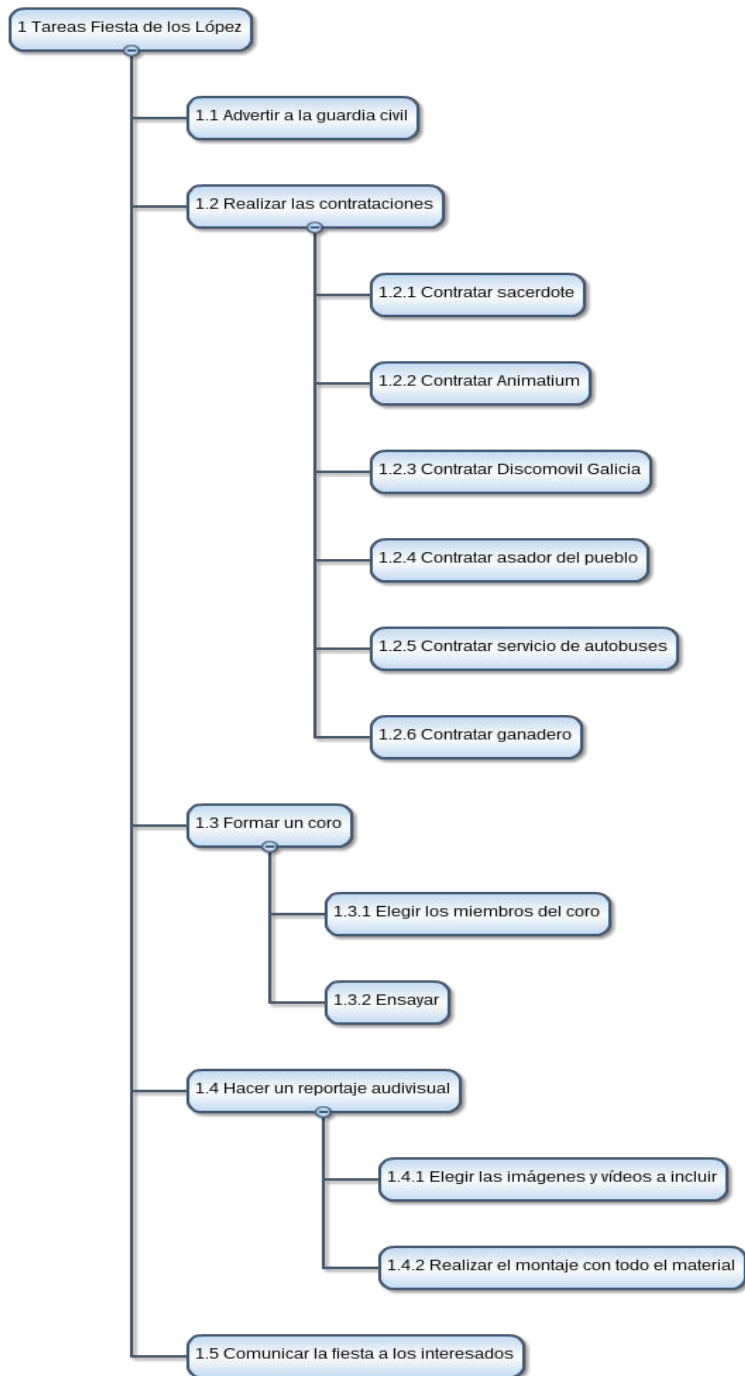 1 Tareas Fiesta de los López
1.1 Advertir a la guardia civil
1.2 Realizar las contrataciones
1.2.1 Contratar sacerdote
1.2.2 Contratar Animatium
1.2.3 Contratar Discomovil Galicia
1.2.4 Contratar asador del pueblo
1.2.5 Contratar servicio de autobuses
1.2.6 Contratar ganadero
1.3 Formar un coro
1.3.1 Elegir los miembros del coro
1.3.2 Ensayar
1.4 Hacer un reportaje audivisual
1.4.1 Elegir las imágenes y vídeos a incluir
1.4.2 Realizar el montaje con todo el material
1.5 Comunicar la fiesta a los interesados